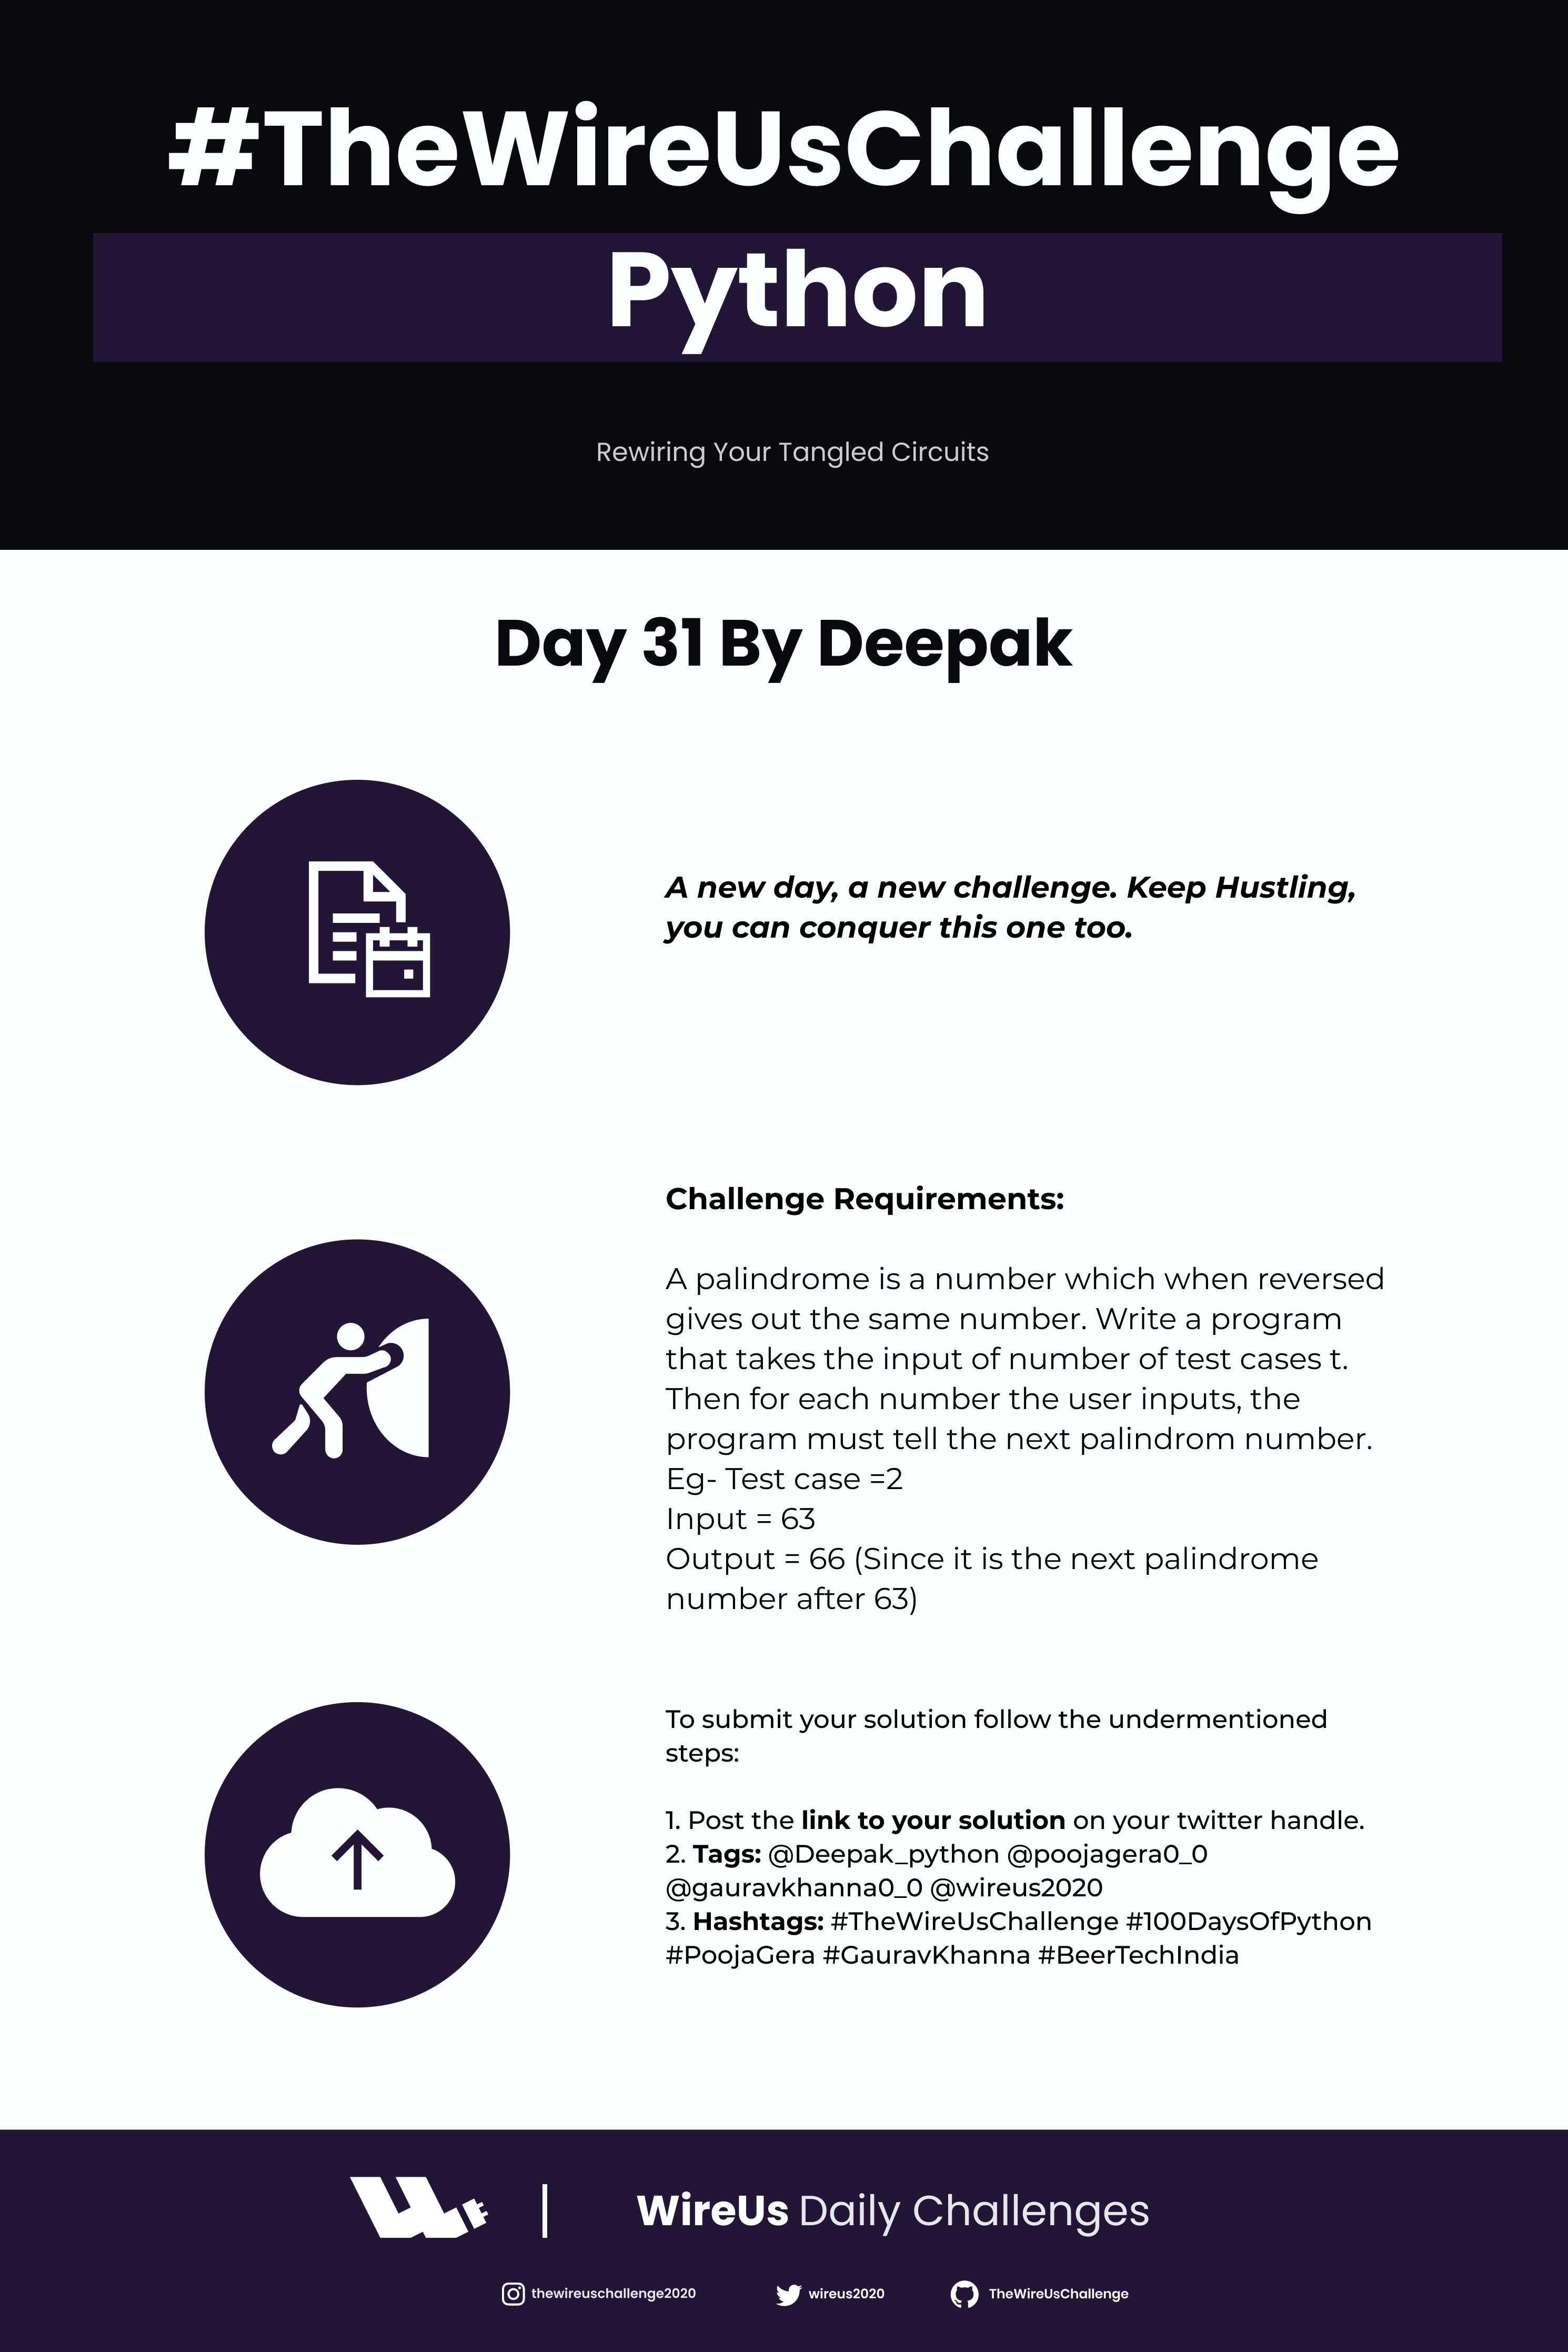 #TheWireUsChallenge
Python
Rewiring Your Tangled Circuits
Day 31 By Deepak
A new day, a new challenge. Keep Hustling,
you can conquer this one too.
Challenge Requirements:
A palindrome is a number which when reversed
gives out the same number. Write a program
that takes the input of number of test cases t.
Then for each number the user inputs, the
program must tell the next palindrom number.
Eg- Test case =2
Input = 63
Output = 66 (Since it is the next palindrome
number after 63)
To submit your solution follow the undermentioned
steps:
1. Post the link to your solution on your twitter handle.
2. Tags: @Deepak_python @poojagera0_0
@gauravkhanna0_0 @wireus2020
3. Hashtags: #TheWireUsChallenge #100DaysOfPython
#PoojaGera #GauravKhanna #BeerTechIndia
WireUs Daily Challenges
thewireuschallenge2020 wireus2020 TheWireUsChallenge